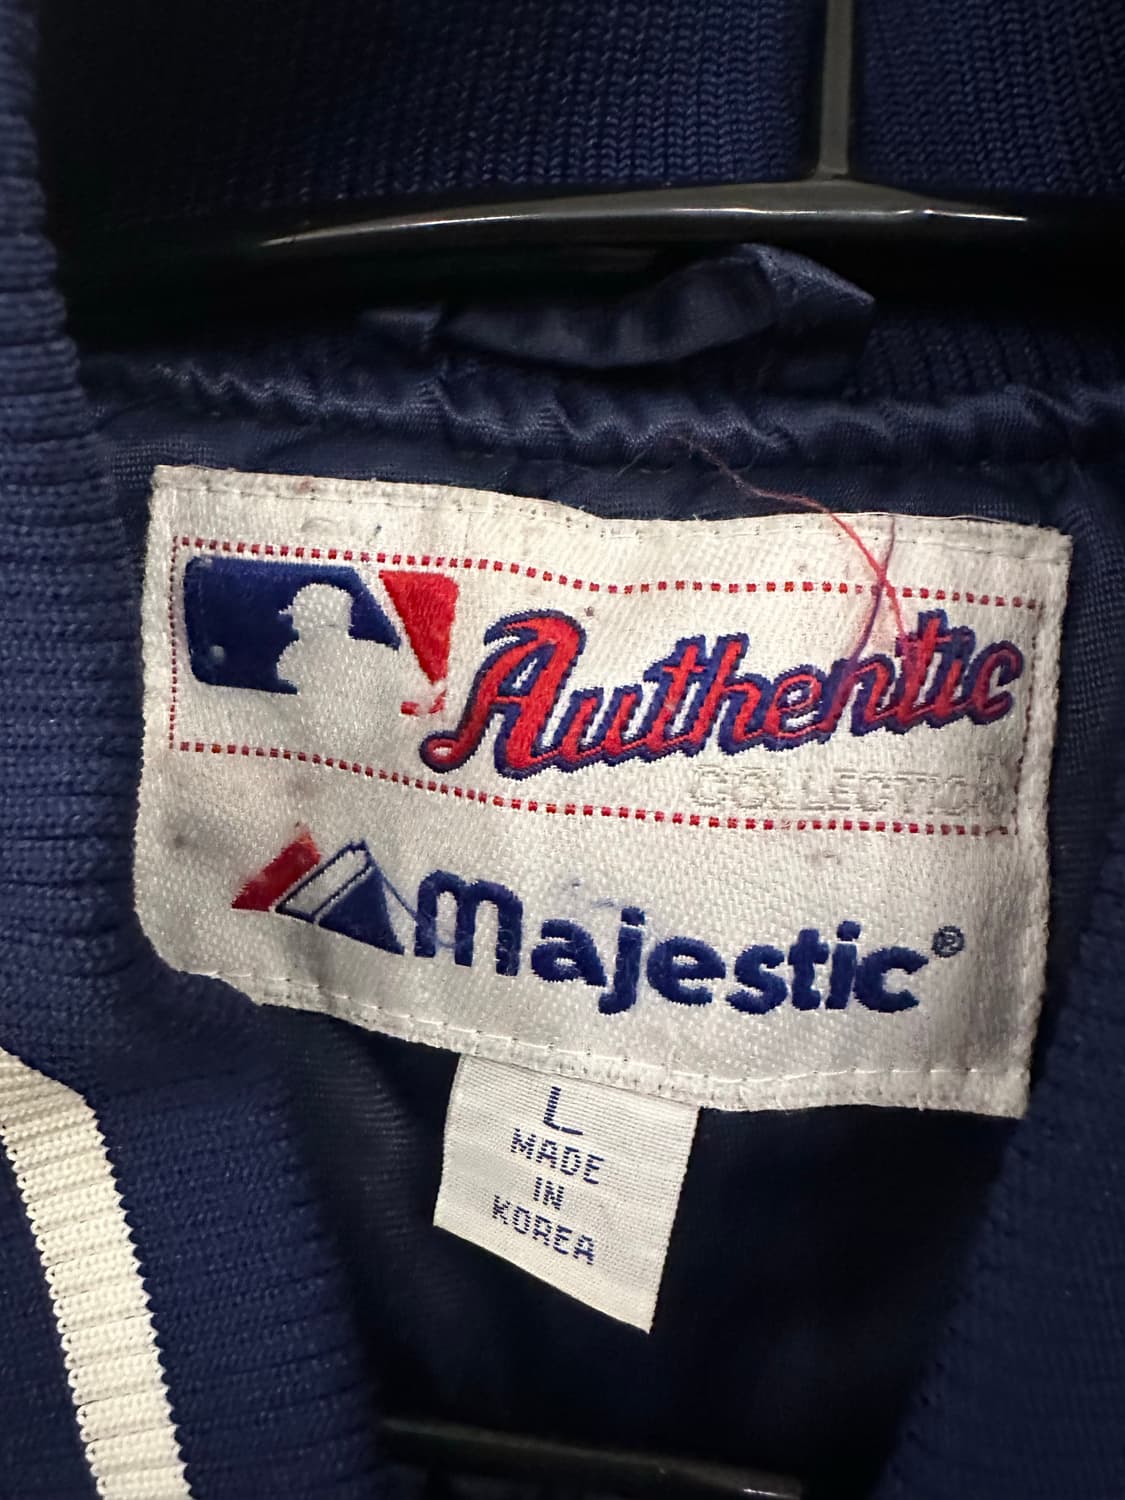 Authentic
COLLECTION
Majestic®
L
MADE
IN
KOREA